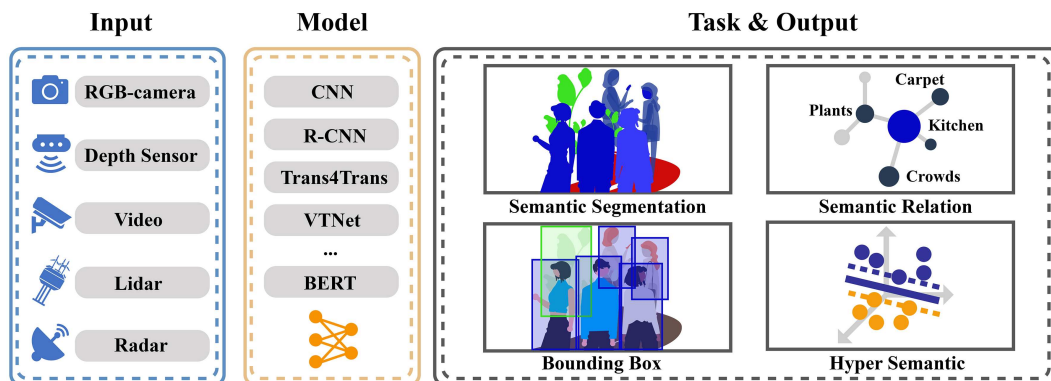 Input
Model
Task & Output
RGB-camera
Depth Sensor
Video
Lidar
Radar
CNN
R-CNN
Trans4Trans
VTNet
...
BERT
Semantic Segmentation
Carpet
Plants
Kitchen
Crowds
Semantic Relation
Bounding Box
Hyper Semantic